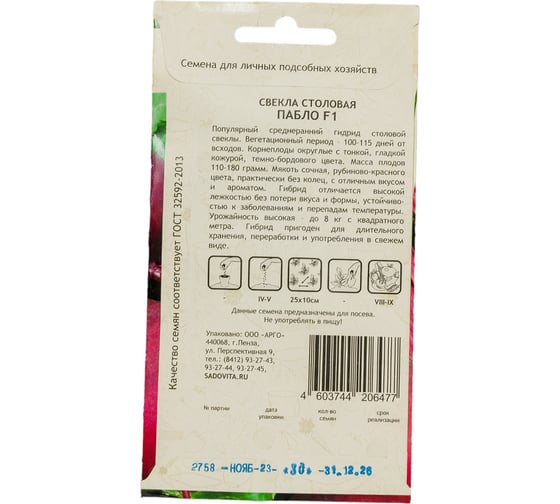 Семена для личных подсобных хозяйств
СВЕКЛА СТОЛОВАЯ
ПАБЛО F1
Популярный среднеранний гидрид столовой
свеклы. Вегетационный период - 100-115 дней от
всходов. Корнеплоды округлые с тонкой, гладкой
кожурой, темно-бордового цвета. Масса плодов
110-180 грамм. Мякоть сочная, рубиново-красного
цвета, практически без колец, с отличным вкусом
и ароматом. Гибрид отличается высокой
лежкостью без потери вкуса и формы, устойчиво-
стью к заболеваниям и перепадам температуры.
Урожайность высокая - до 8 кг с квадратного
метра. Гибрид пригоден для длительного
хранения, переработки и употребления в свежем
виде.
- IV-V 25x10см - VIII-IX
Данные семена предназначены для посева.
Не употреблять в пищу!
Качество семян соответствует ГОСТ 32592-2013
Упаковано: ООО «АРГО»
440068, г.Пенза,
ул. Перспективная 9,
тел.: (8412) 93-27-43,
93-27-44, 93-27-45,
SADOVITA.RU
4 603744 206477
№ партии дата упаковки: кол-во семян срок реализации
2758 -НОЯБ-23- «30» -31.12.26